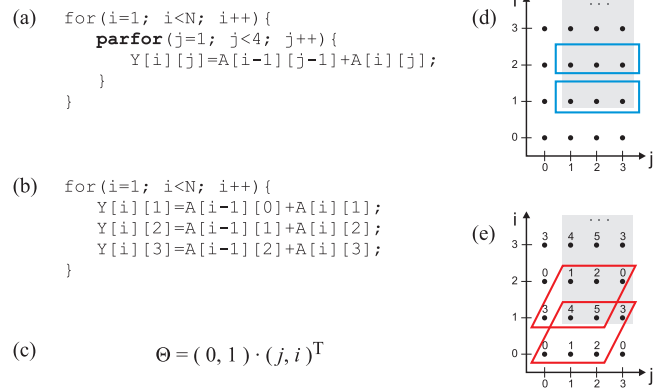 (a)
for(i=1; i<N; i++){
parfor(j=1; j<4; j++){
Y[i][j]=A[i-1][j-1]+A[i][j];
}
}
(b)
for(i=1; i<N; i++){
Y[i][1]=A[i-1][0]+A[i][1];
Y[i][2]=A[i-1][1]+A[i][2];
Y[i][3]=A[i-1][2]+A[i][3];
}
(c)
Θ = ( 0, 1 ) · ( j, i )ᵀ
(d)
i
...
3
2
1
0
0 1 2 3
j
(e)
i
...
3 3 4 5 3
2 0 1 2 0
1 3 4 5 3
0 0 1 2 0
0 1 2 3
j